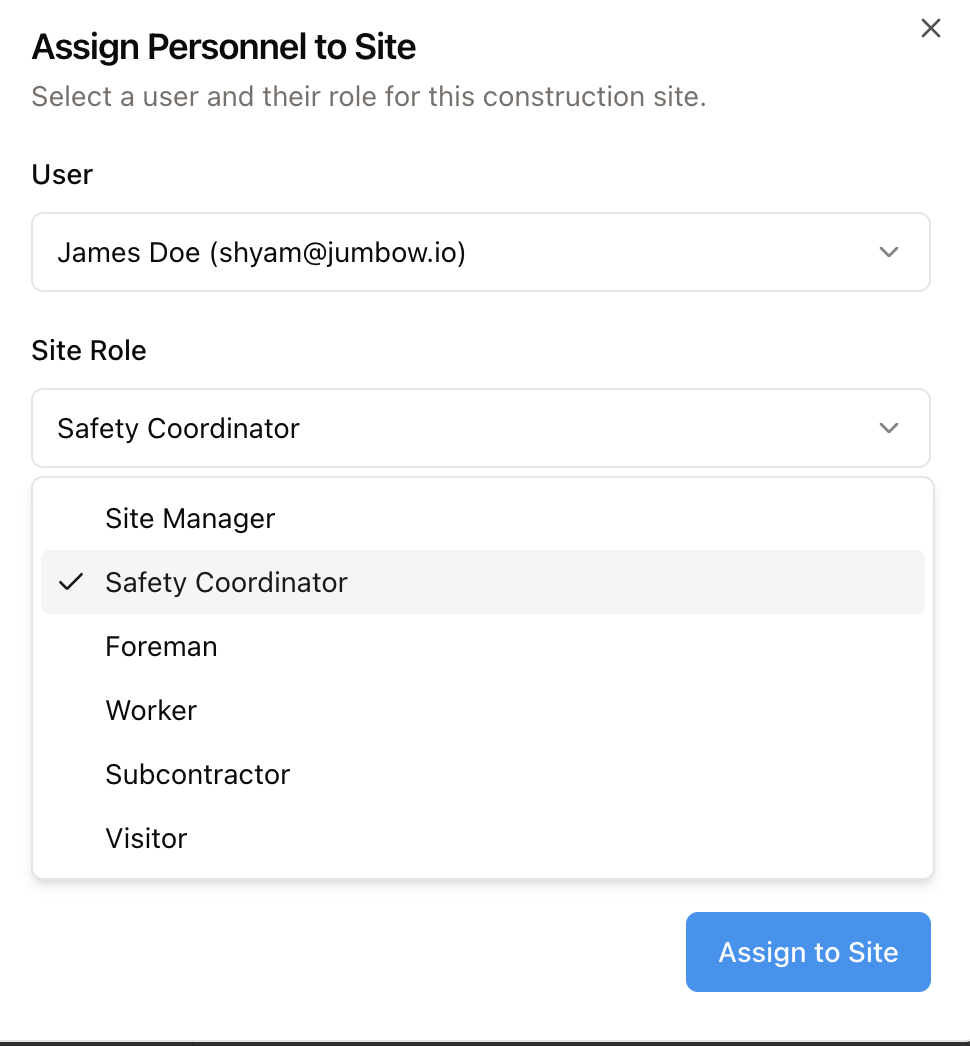 Assign Personnel to Site
Select a user and their role for this construction site.
User
James Doe (shyam@jumbow.io)
Site Role
Safety Coordinator
Site Manager
Safety Coordinator
Foreman
Worker
Subcontractor
Visitor
Assign to Site